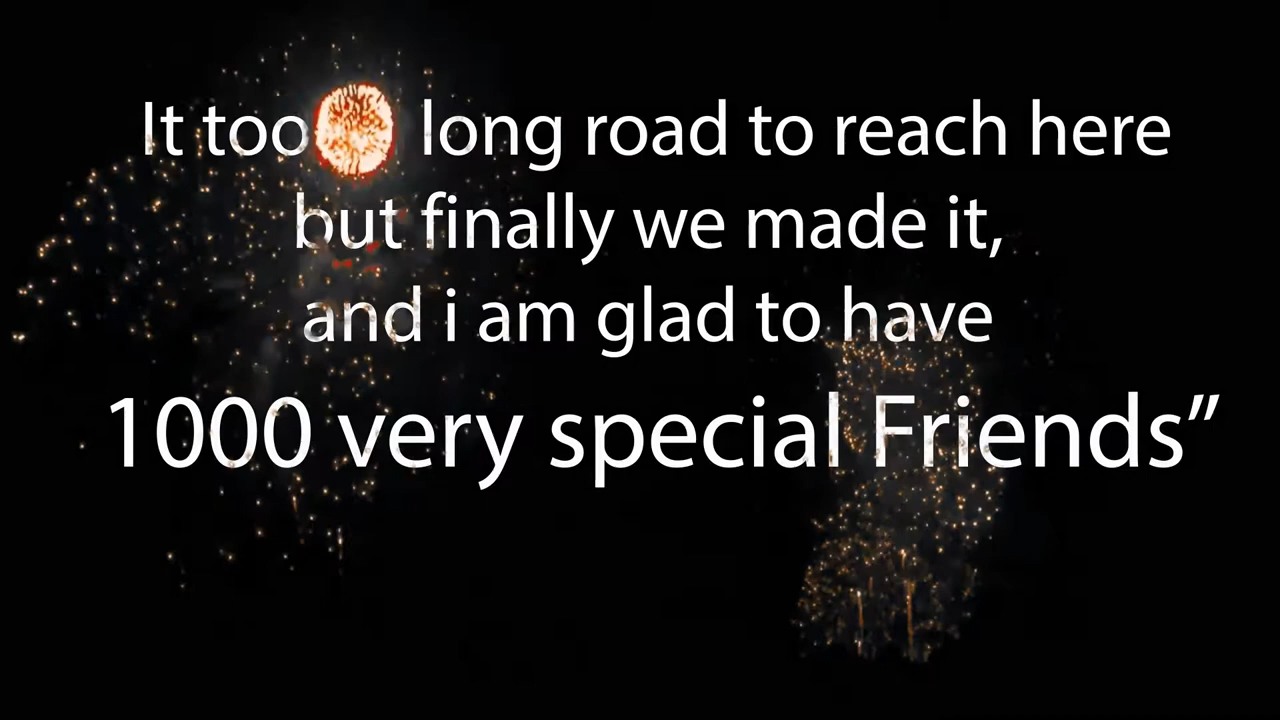 It too long road to reach here
but finally we made it,
and i am glad to have
1000 very special Friends”